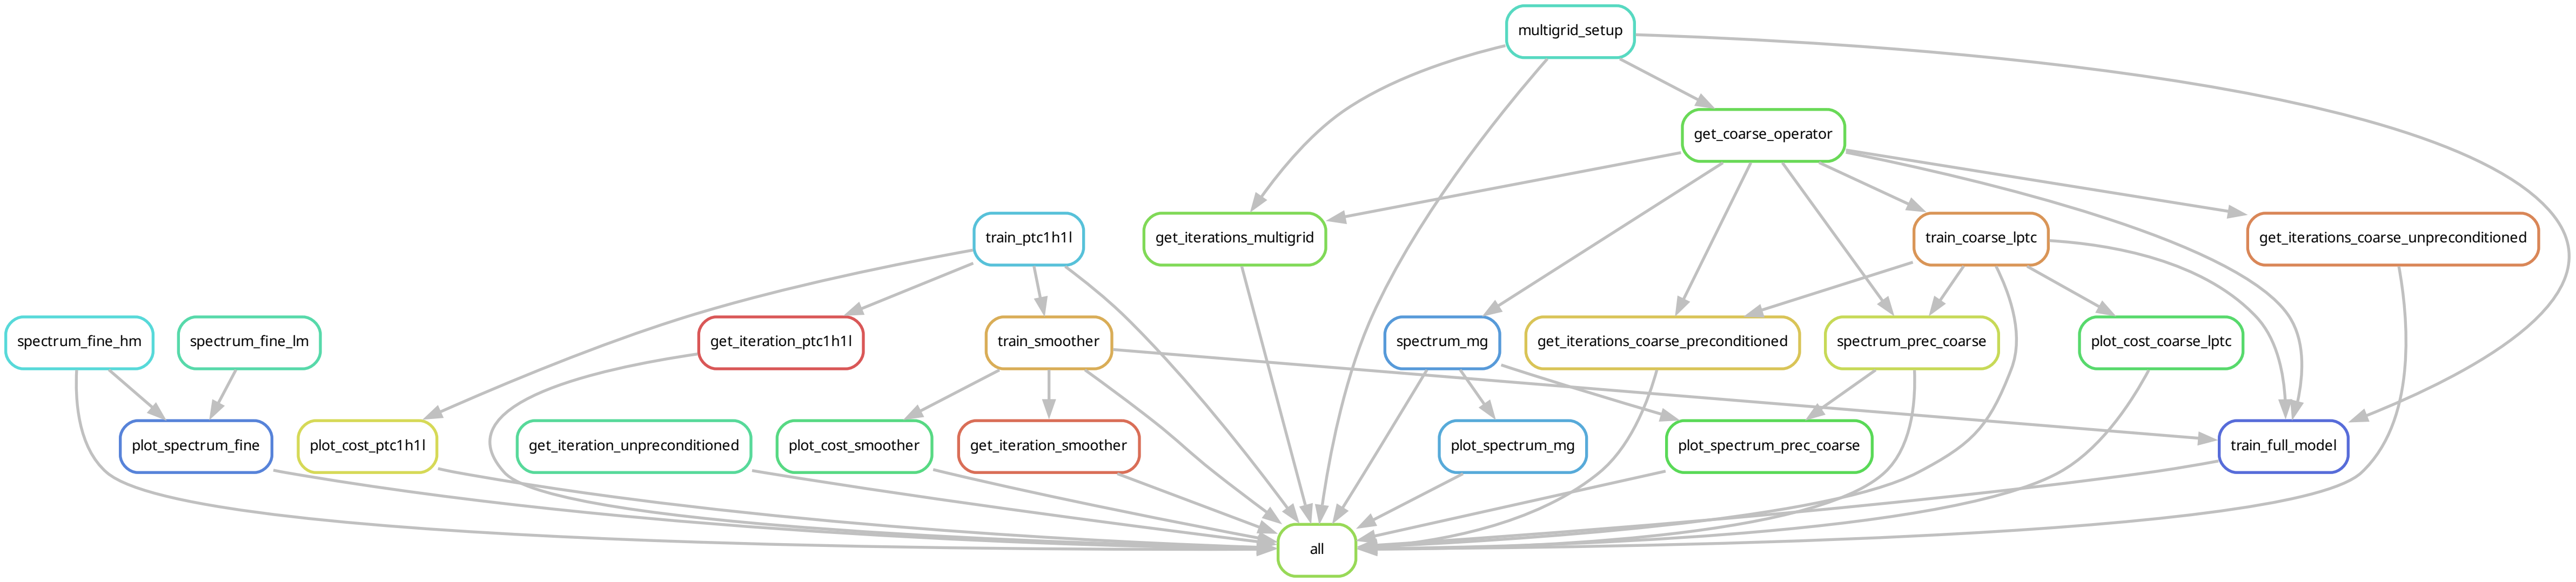 multigrid_setup
get_coarse_operator
train_ptc1h1l
get_iterations_multigrid
train_coarse_lptc
get_iterations_coarse_unpreconditioned
spectrum_fine_hm
spectrum_fine_lm
get_iteration_ptc1h1l
train_smoother
spectrum_mg
get_iterations_coarse_preconditioned
spectrum_prec_coarse
plot_cost_coarse_lptc
plot_spectrum_fine
plot_cost_ptc1h1l
get_iteration_unpreconditioned
plot_cost_smoother
get_iteration_smoother
plot_spectrum_mg
plot_spectrum_prec_coarse
train_full_model
all